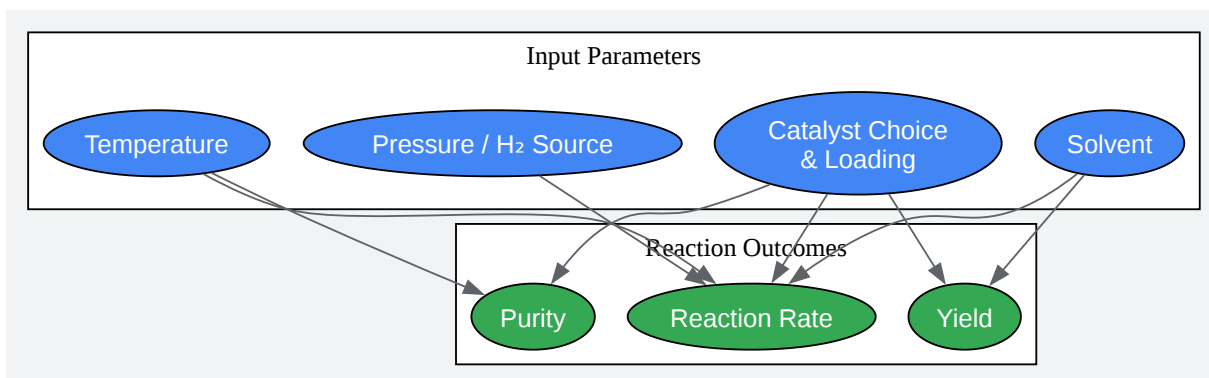 Input Parameters
Temperature
Pressure / H₂ Source
Catalyst Choice
& Loading
Solvent
Reaction Outcomes
Purity
Reaction Rate
Yield